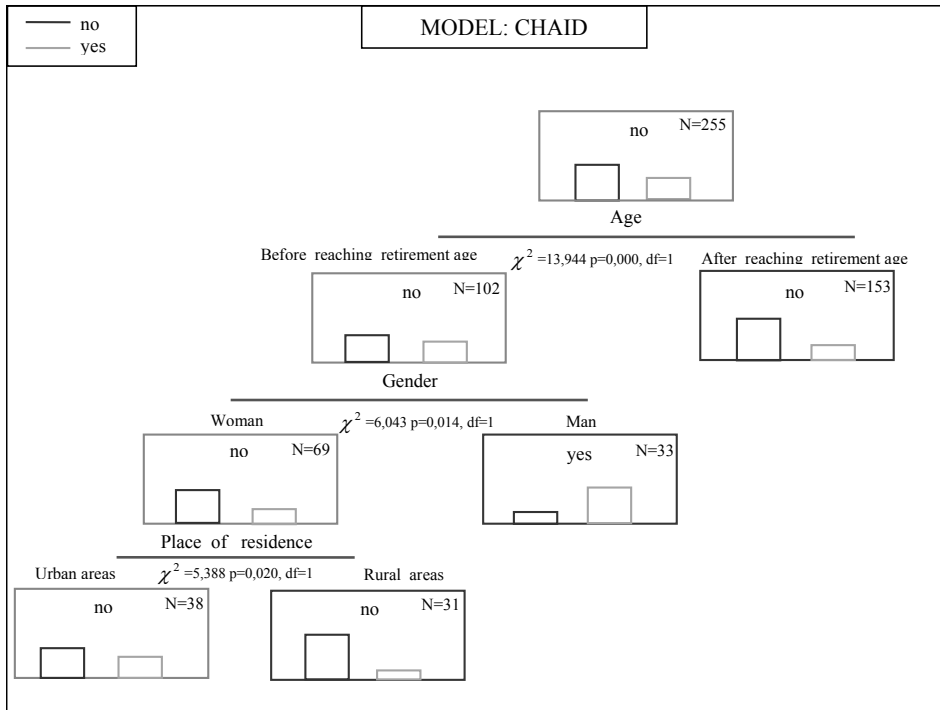 no
yes
MODEL: CHAID
N=255
no
Age
Before reaching retirement age
χ² =13,944 p=0,000, df=1
After reaching retirement age
no
N=102
no
N=153
Gender
Woman
χ² =6,043 p=0,014, df=1
Man
no
N=69
yes
N=33
Place of residence
Urban areas
χ² =5,388 p=0,020, df=1
Rural areas
no
N=38
no
N=31